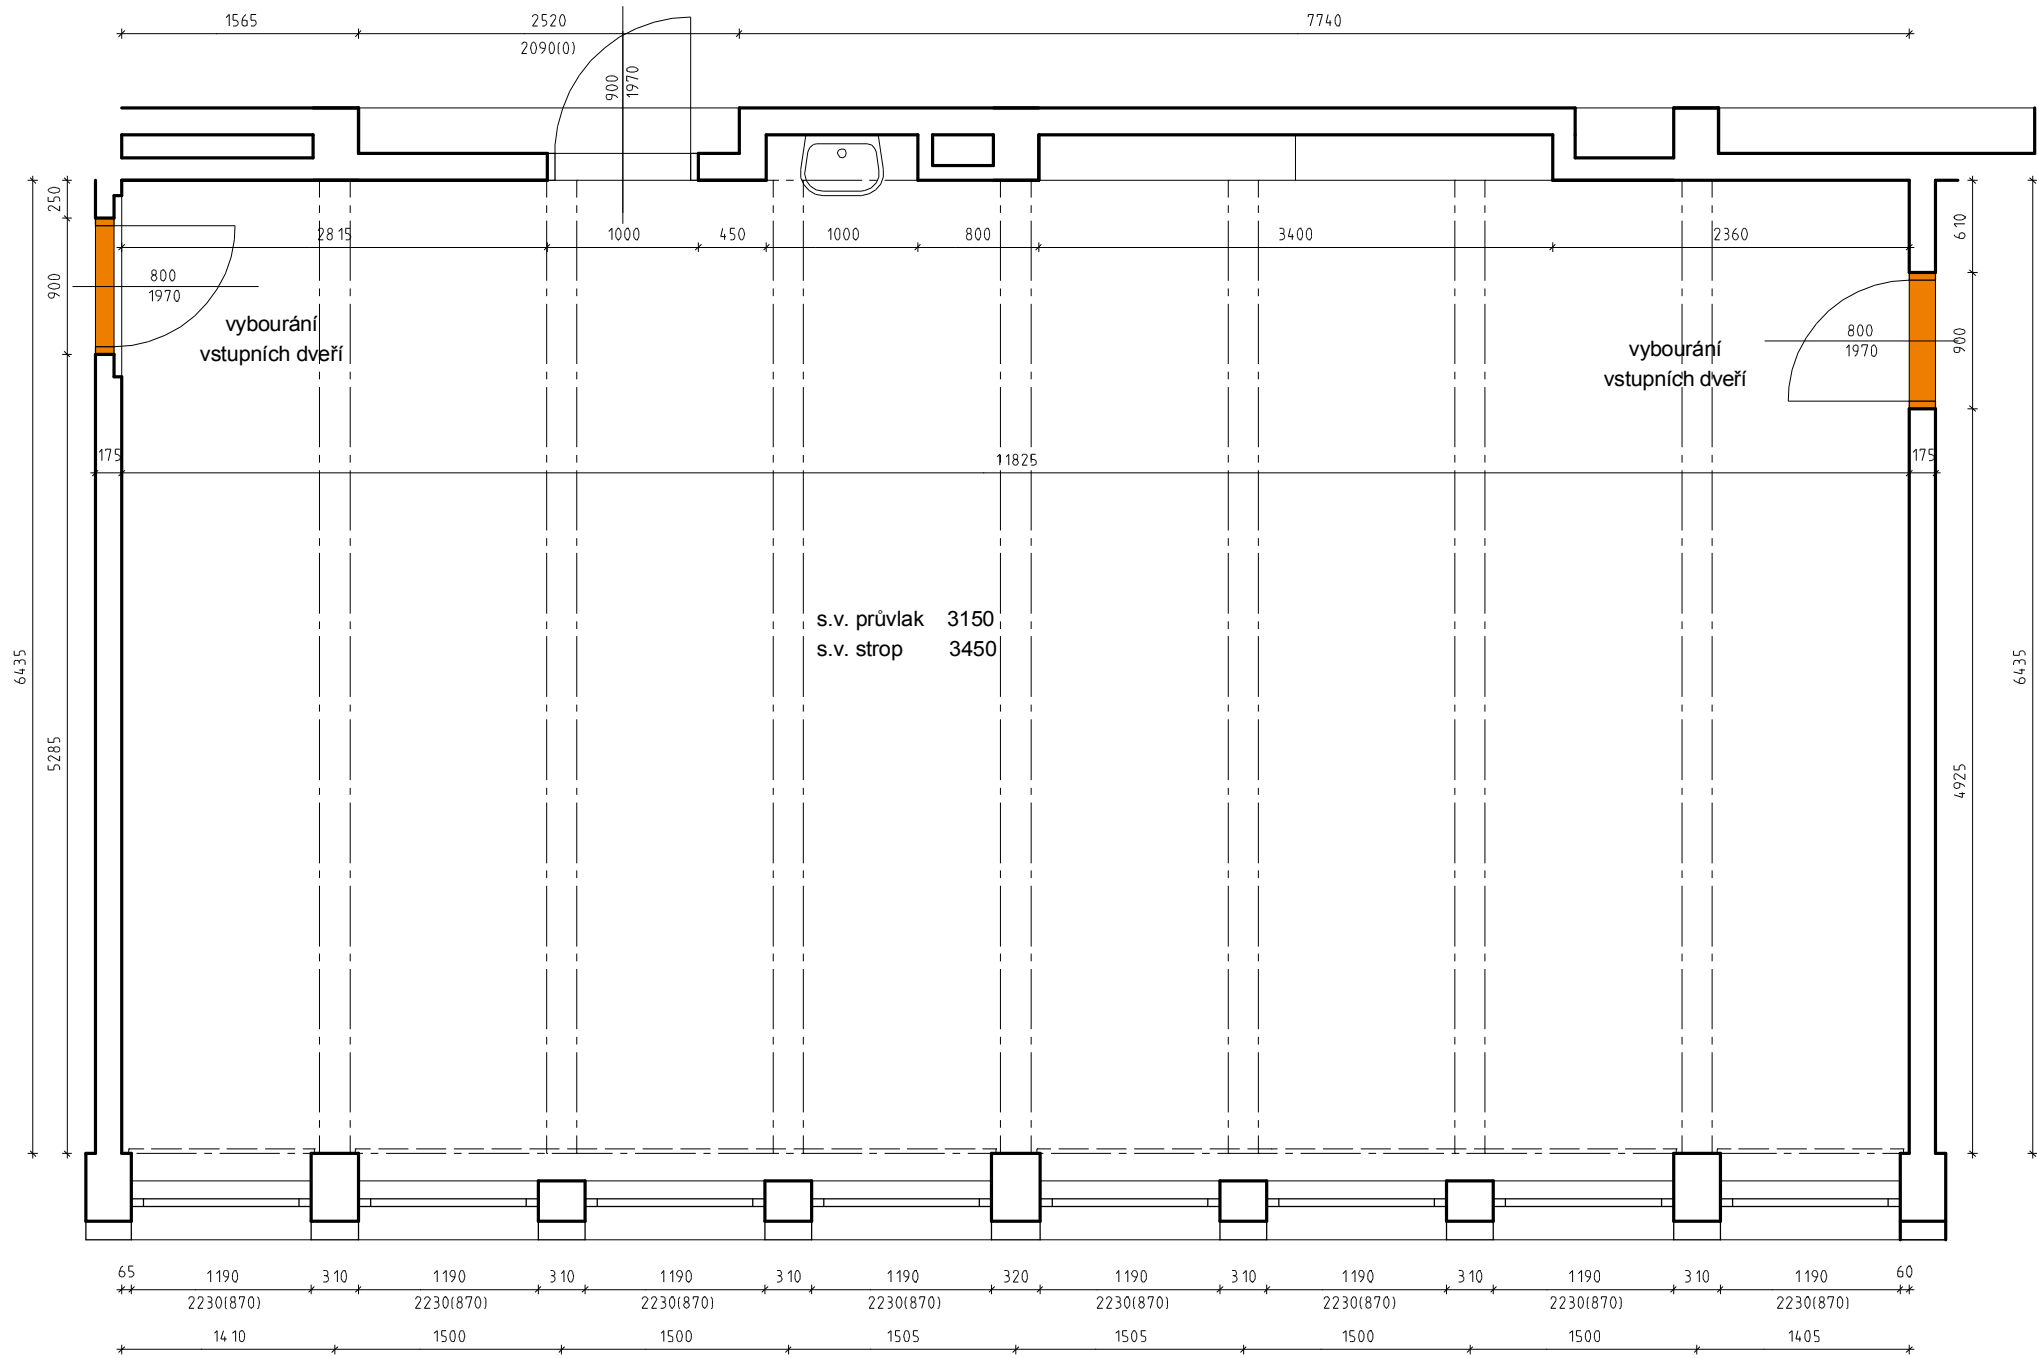 1565 2520 7740
2090(0)
900
1970
250
610
2815 1000 450 1000 800 3400 2360
900
800
1970
vybourání
vstupních dveří
800
1970
900
vybourání
vstupních dveří
175 11825 175
s.v. průvlak 3150
s.v. strop 3450
6435
5285
4925
6435
65 1190 310 1190 310 1190 310 1190 320 1190 310 1190 310 1190 310 1190 60
2230(870) 2230(870) 2230(870) 2230(870) 2230(870) 2230(870) 2230(870) 2230(870)
1410 1500 1500 1505 1505 1500 1500 1405